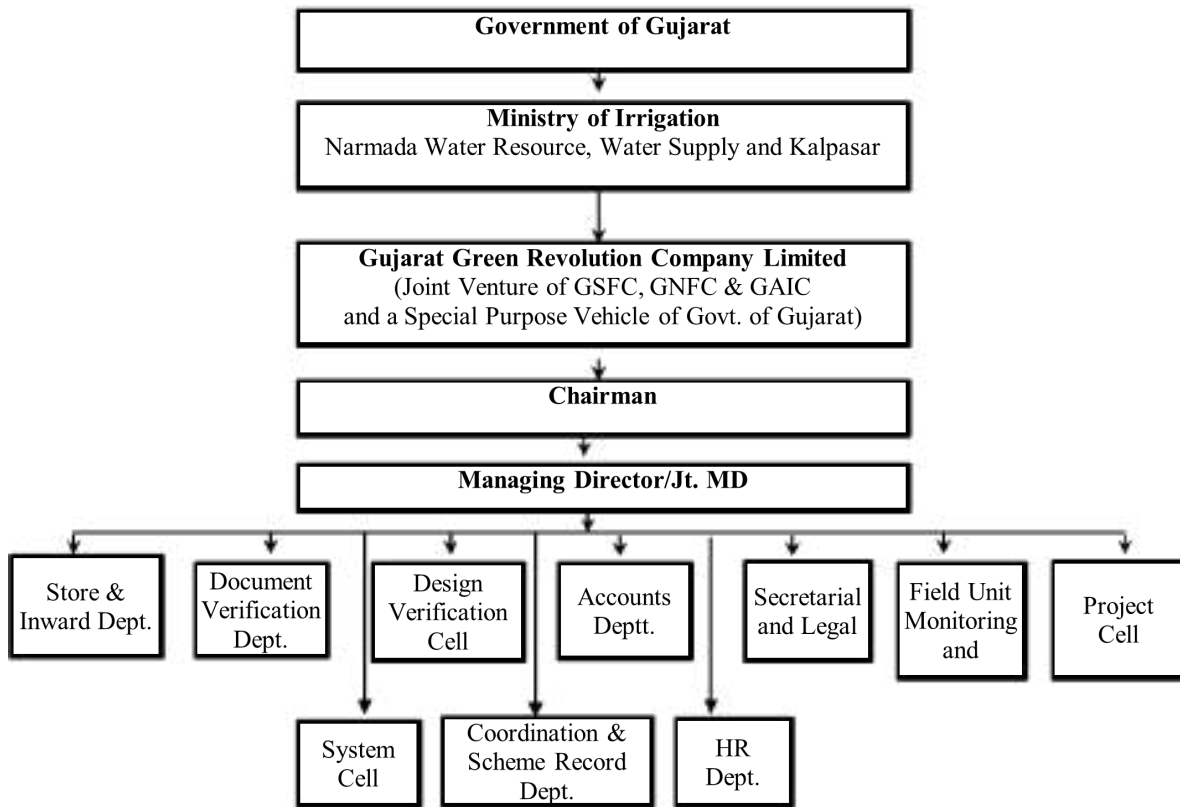 Government of Gujarat
Ministry of Irrigation
Narmada Water Resource, Water Supply and Kalpasar
Gujarat Green Revolution Company Limited
(Joint Venture of GSFC, GNFC & GAIC
and a Special Purpose Vehicle of Govt. of Gujarat)
Chairman
Managing Director/Jt. MD
Store &
Inward Dept.
Document
Verification
Dept.
Design
Verification
Cell
Accounts
Deptt.
Secretarial
and Legal
Field Unit
Monitoring
and
Project
Cell
System
Cell
Coordination &
Scheme Record
Dept.
HR
Dept.